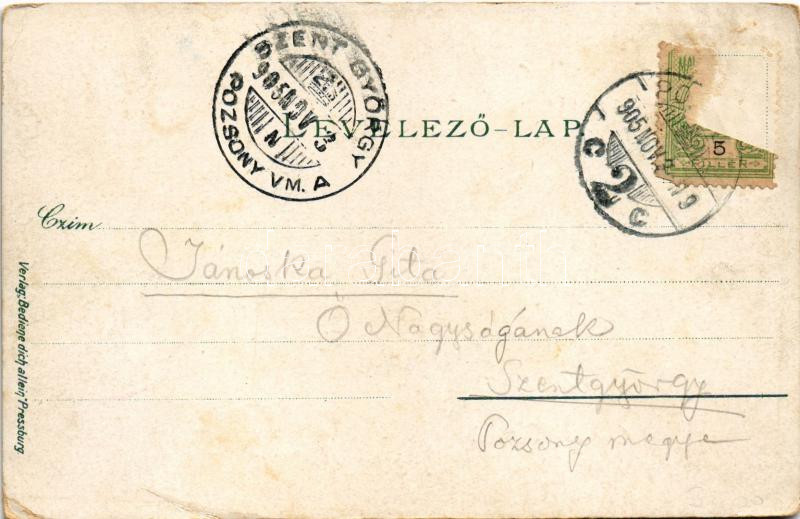 SZENT GYÖRGY
905 NOV 3
N
POZSONY VM. A
LEVELEZŐ-LAP.
905 NOV
C 2 C
5
FILLÉR
Czim
Jánoska Gita
Ő Nagyságának
Szentgyörgy
Pozsony megye
Verlag: "Bediene dich allein" Pressburg